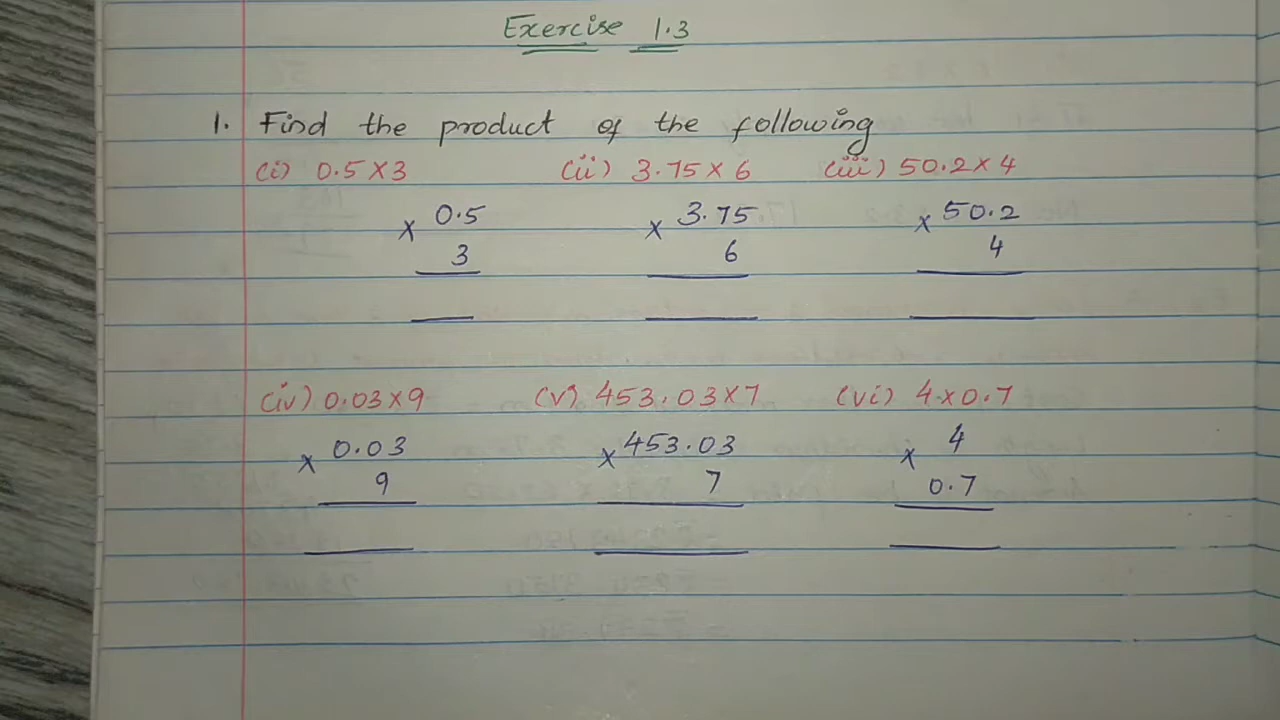 Exercise 1.3
1. Find the product of the following
(i) 0.5 X 3 (ii) 3.75 X 6 (iii) 50.2 X 4
0.5 3.75 50.2
X X X
3 6 4
(iv) 0.03 X 9 (v) 453.03 X 7 (vi) 4 X 0.7
0.03 453.03 4
X X X
9 7 0.7